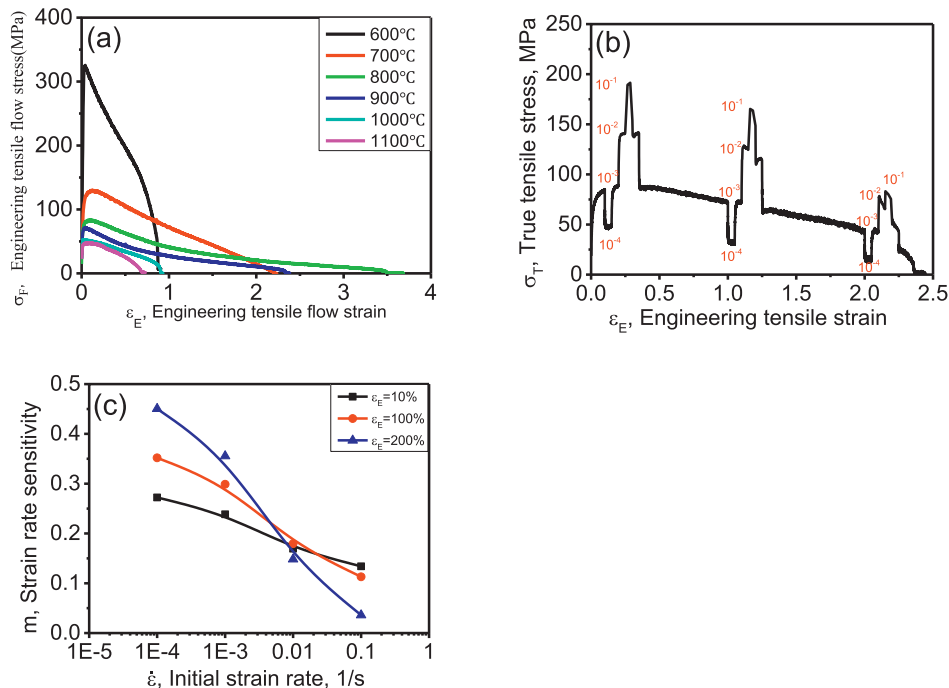 (a)
600°C
700°C
800°C
900°C
1000°C
1100°C
400
300
200
100
0
σF, Engineering tensile flow stress(MPa)
0 1 2 3 4
εE, Engineering tensile flow strain
(b)
250
200
150
100
50
0
σT, True tensile stress, MPa
10-1
10-2
10-3
10-4
10-1
10-2
10-3
10-4
10-1
10-2
10-3
10-4
0.0 0.5 1.0 1.5 2.0 2.5
εE, Engineering tensile strain
(c)
εE=10%
εE=100%
εE=200%
0.5
0.4
0.3
0.2
0.1
0.0
m, Strain rate sensitivity
1E-5 1E-4 1E-3 0.01 0.1 1
ε̇, Initial strain rate, 1/s